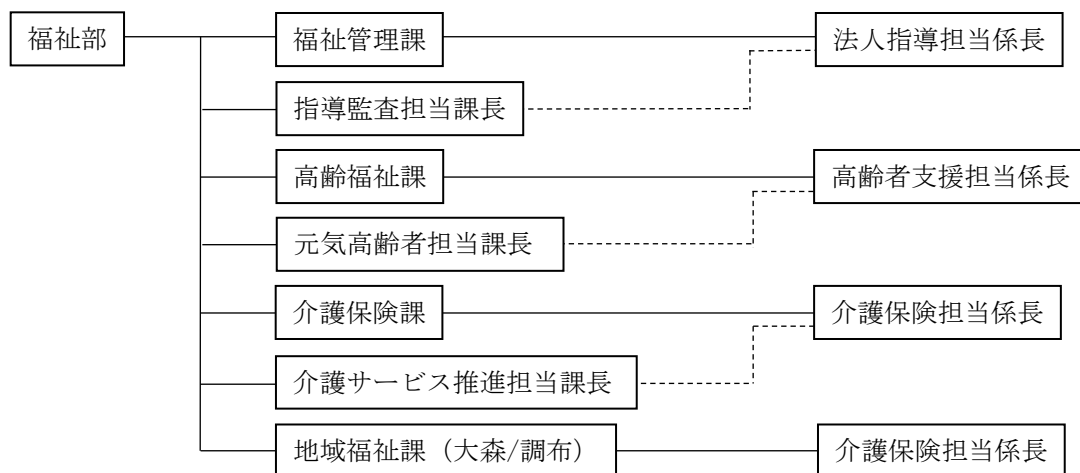 福祉部
福祉管理課
法人指導担当係長
指導監査担当課長
高齢福祉課
高齢者支援担当係長
元気高齢者担当課長
介護保険課
介護保険担当係長
介護サービス推進担当課長
地域福祉課（大森/調布）
介護保険担当係長